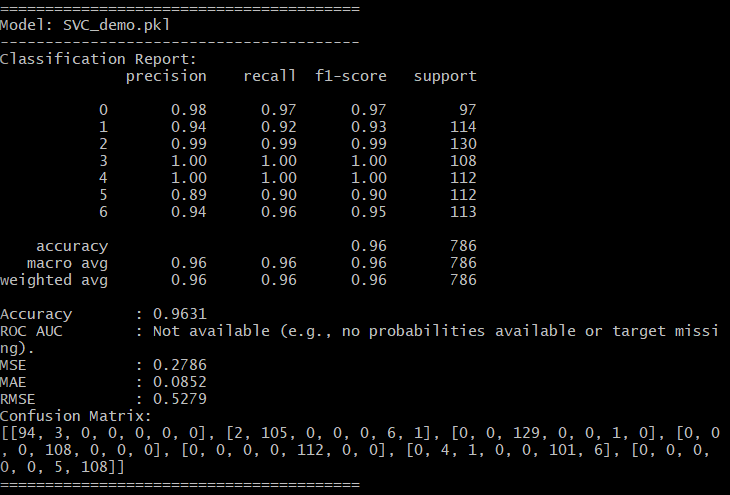 ========================================
Model: SVC_demo.pkl
----------------------------------------
Classification Report:
              precision    recall  f1-score   support

           0       0.98      0.97      0.97        97
           1       0.94      0.92      0.93       114
           2       0.99      0.99      0.99       130
           3       1.00      1.00      1.00       108
           4       1.00      1.00      1.00       112
           5       0.89      0.90      0.90       112
           6       0.94      0.96      0.95       113

    accuracy                           0.96       786
   macro avg       0.96      0.96      0.96       786
weighted avg       0.96      0.96      0.96       786

Accuracy       : 0.9631
ROC AUC        : Not available (e.g., no probabilities available or target missi
ng).
MSE            : 0.2786
MAE            : 0.0852
RMSE           : 0.5279
Confusion Matrix:
[[94, 3, 0, 0, 0, 0, 0], [2, 105, 0, 0, 0, 6, 1], [0, 0, 129, 0, 0, 1, 0], [0, 0
, 0, 108, 0, 0, 0], [0, 0, 0, 0, 112, 0, 0], [0, 4, 1, 0, 0, 101, 6], [0, 0, 0,
0, 0, 5, 108]]
========================================